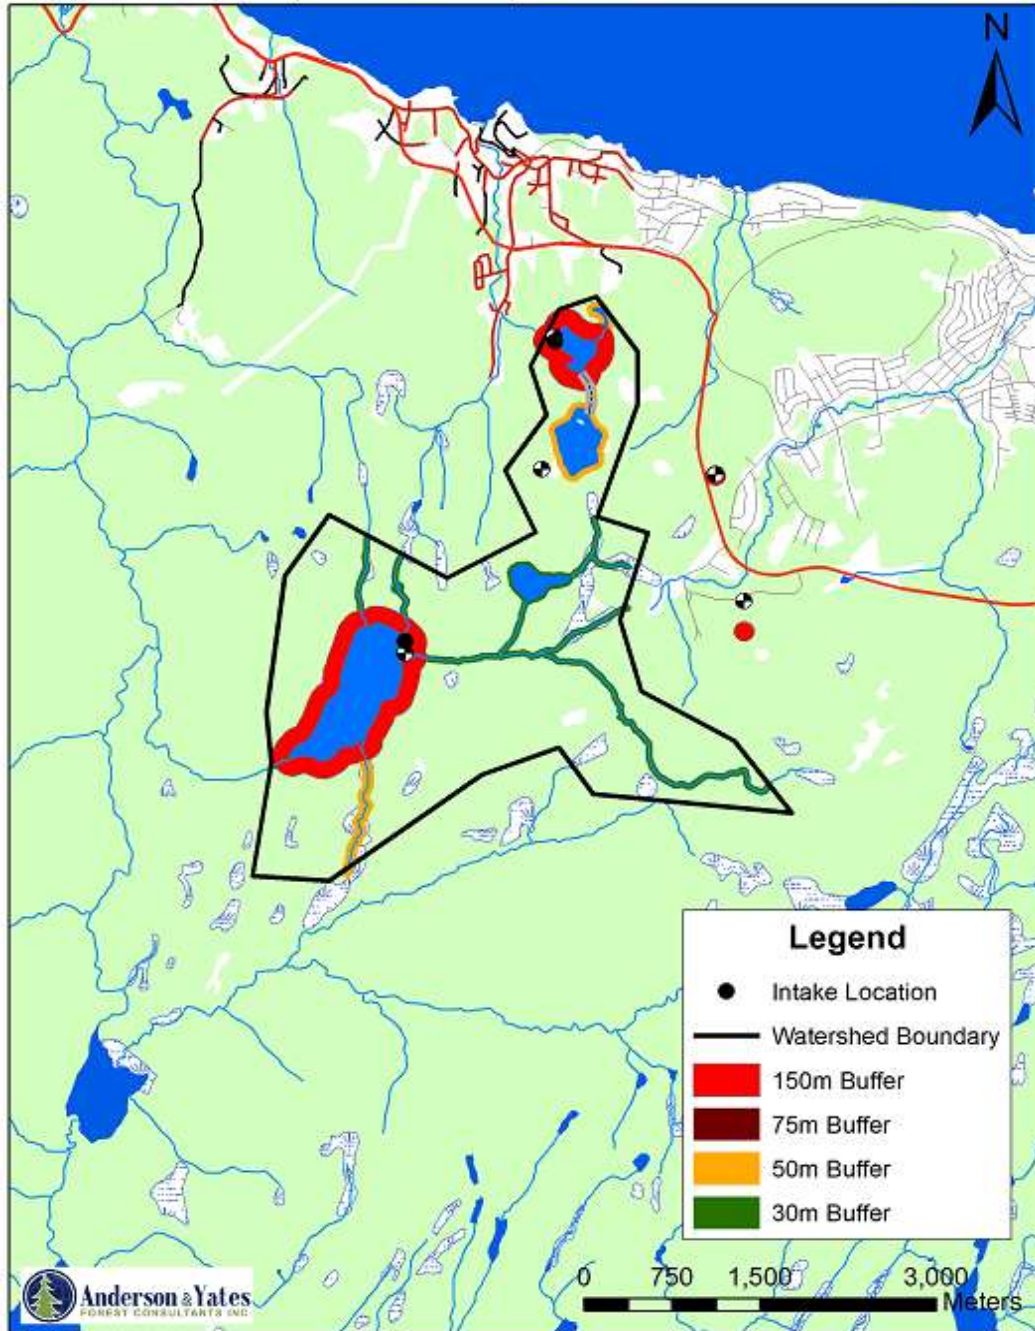 N
Legend
Intake Location
Watershed Boundary
150m Buffer
75m Buffer
50m Buffer
30m Buffer
0 750 1,500 3,000
Meters
Anderson & Yates
FOREST CONSULTANTS INC